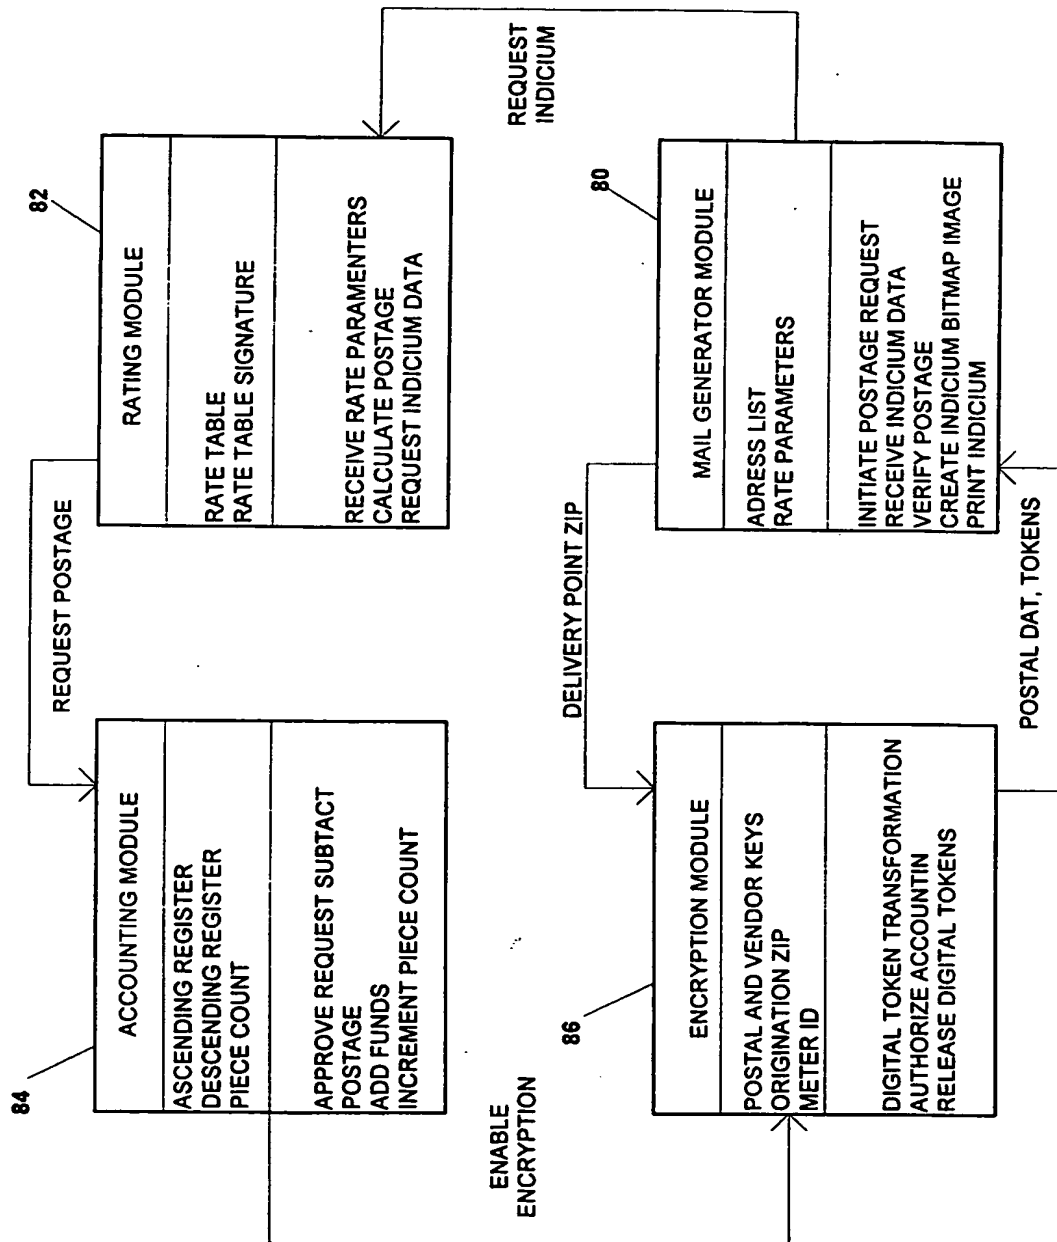 84
ACCOUNTING MODULE
ASCENDING REGISTER
DESCENDING REGISTER
PIECE COUNT
APPROVE REQUEST SUBTACT
POSTAGE
ADD FUNDS
INCREMENT PIECE COUNT
REQUEST POSTAGE
82
RATING MODULE
RATE TABLE
RATE TABLE SIGNATURE
RECEIVE RATE PARAMENTERS
CALCULATE POSTAGE
REQUEST INDICIUM DATA
ENABLE
ENCRYPTION
REQUEST
INDICIUM
86
ENCRYPTION MODULE
POSTAL AND VENDOR KEYS
ORIGINATION ZIP
METER ID
DIGITAL TOKEN TRANSFORMATION
AUTHORIZE ACCOUNTIN
RELEASE DIGITAL TOKENS
DELIVERY POINT ZIP
80
MAIL GENERATOR MODULE
ADRESS LIST
RATE PARAMETERS
INITIATE POSTAGE REQUEST
RECEIVE INDICIUM DATA
VERIFY POSTAGE
CREATE INDICIUM BITMAP IMAGE
PRINT INDICIUM
POSTAL DAT, TOKENS